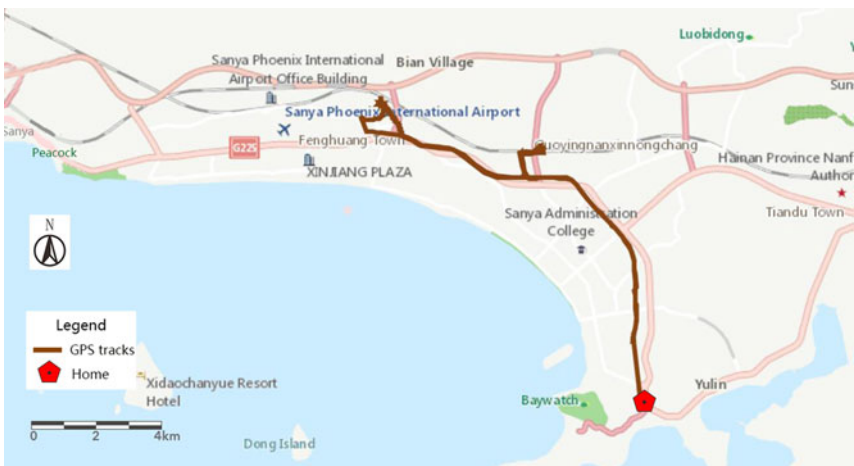 Luobidong
Sanya Phoenix International
Airport Office Building
Bian Village
Sun
Sanya Phoenix International Airport
Sanya
Fenghuang Town
Guoyingnanxinnongchang
Peacock
G225
XINJIANG PLAZA
Hainan Province Nanf
Author
Sanya Administration
College
Tiandu Town
N
Legend
GPS tracks
Home
Xidaochanyue Resort
Hotel
Baywatch
Yulin
0 2 4km
Dong Island